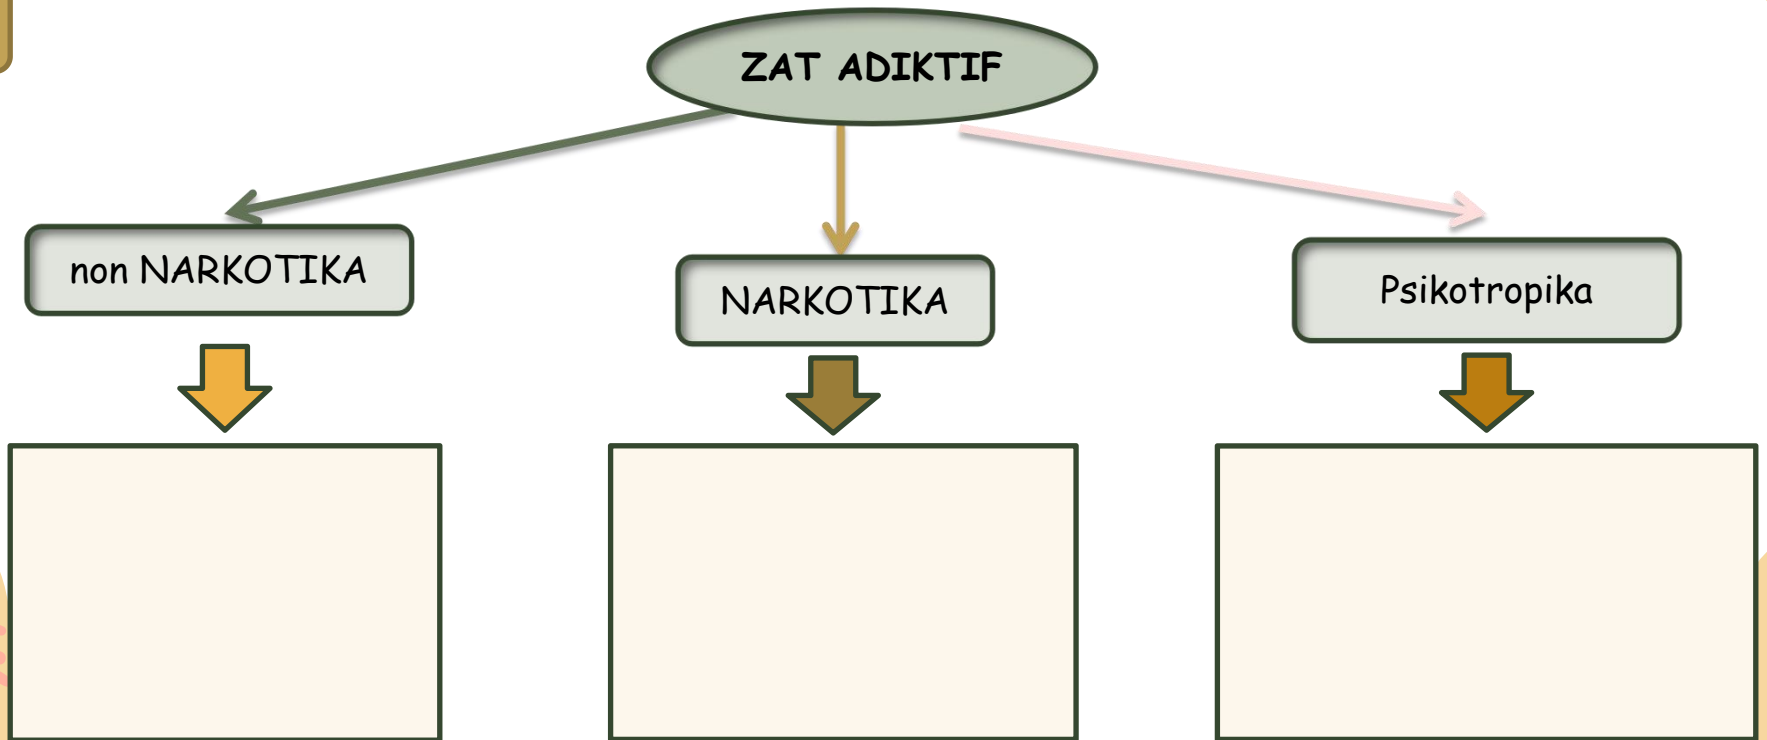 ZAT ADIKTIF
non NARKOTIKA
NARKOTIKA
Psikotropika